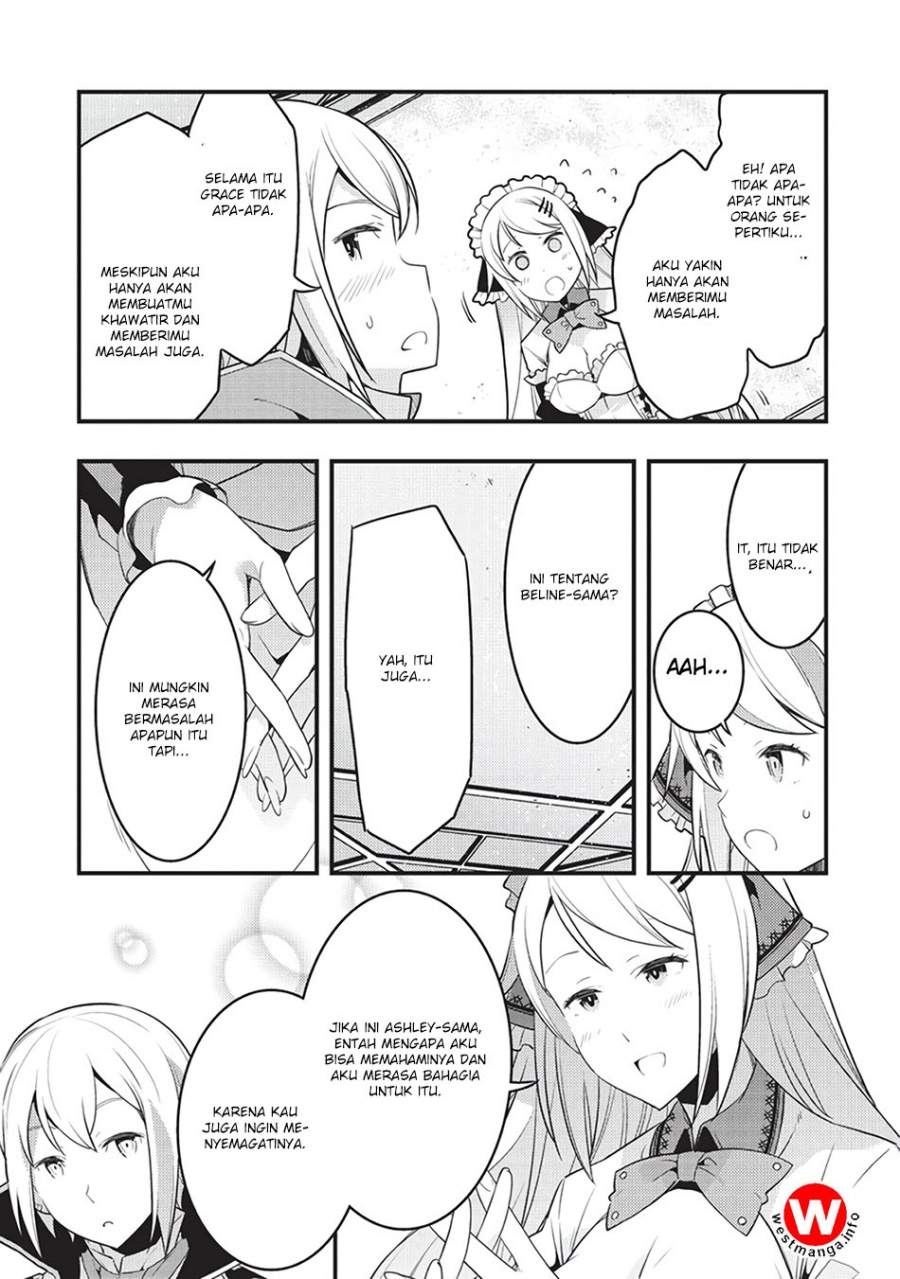 EH! APA
TIDAK APA-
APA? UNTUK
ORANG SE-
PERTIKU...
AKU YAKIN
HANYA AKAN
MEMBERIMU
MASALAH.
SELAMA ITU
GRACE TIDAK
APA-APA.
MESKIPUN AKU
HANYA AKAN
MEMBUATMU
KHAWATIR DAN
MEMBERIMU
MASALAH JUGA.
IT, ITU TIDAK
BENAR...,
AAH...
INI TENTANG
BELINE-SAMA?
YAH, ITU
JUGA...
INI MUNGKIN
MERASA
BERMASALAH
APAPUN ITU
TAPI...
JIKA INI ASHLEY-SAMA,
ENTAH MENGAPA AKU
BISA MEMAHAMINYA DAN
AKU MERASA BAHAGIA
UNTUK ITU.
KARENA KAU
JUGA INGIN ME-
NYEMAGATINYA.
W
westmanga.info